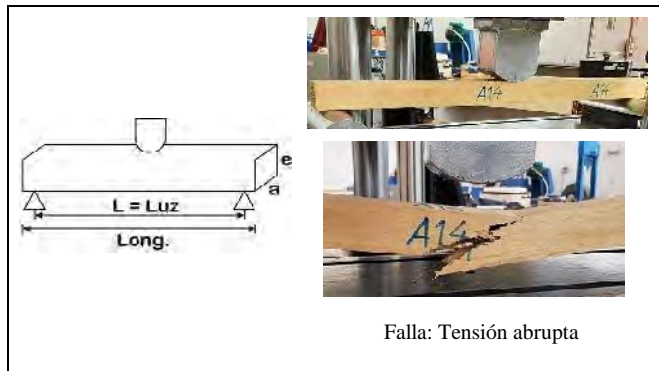 A14
A14
e
a
L = Luz
Long.
A14
Falla: Tensión abrupta